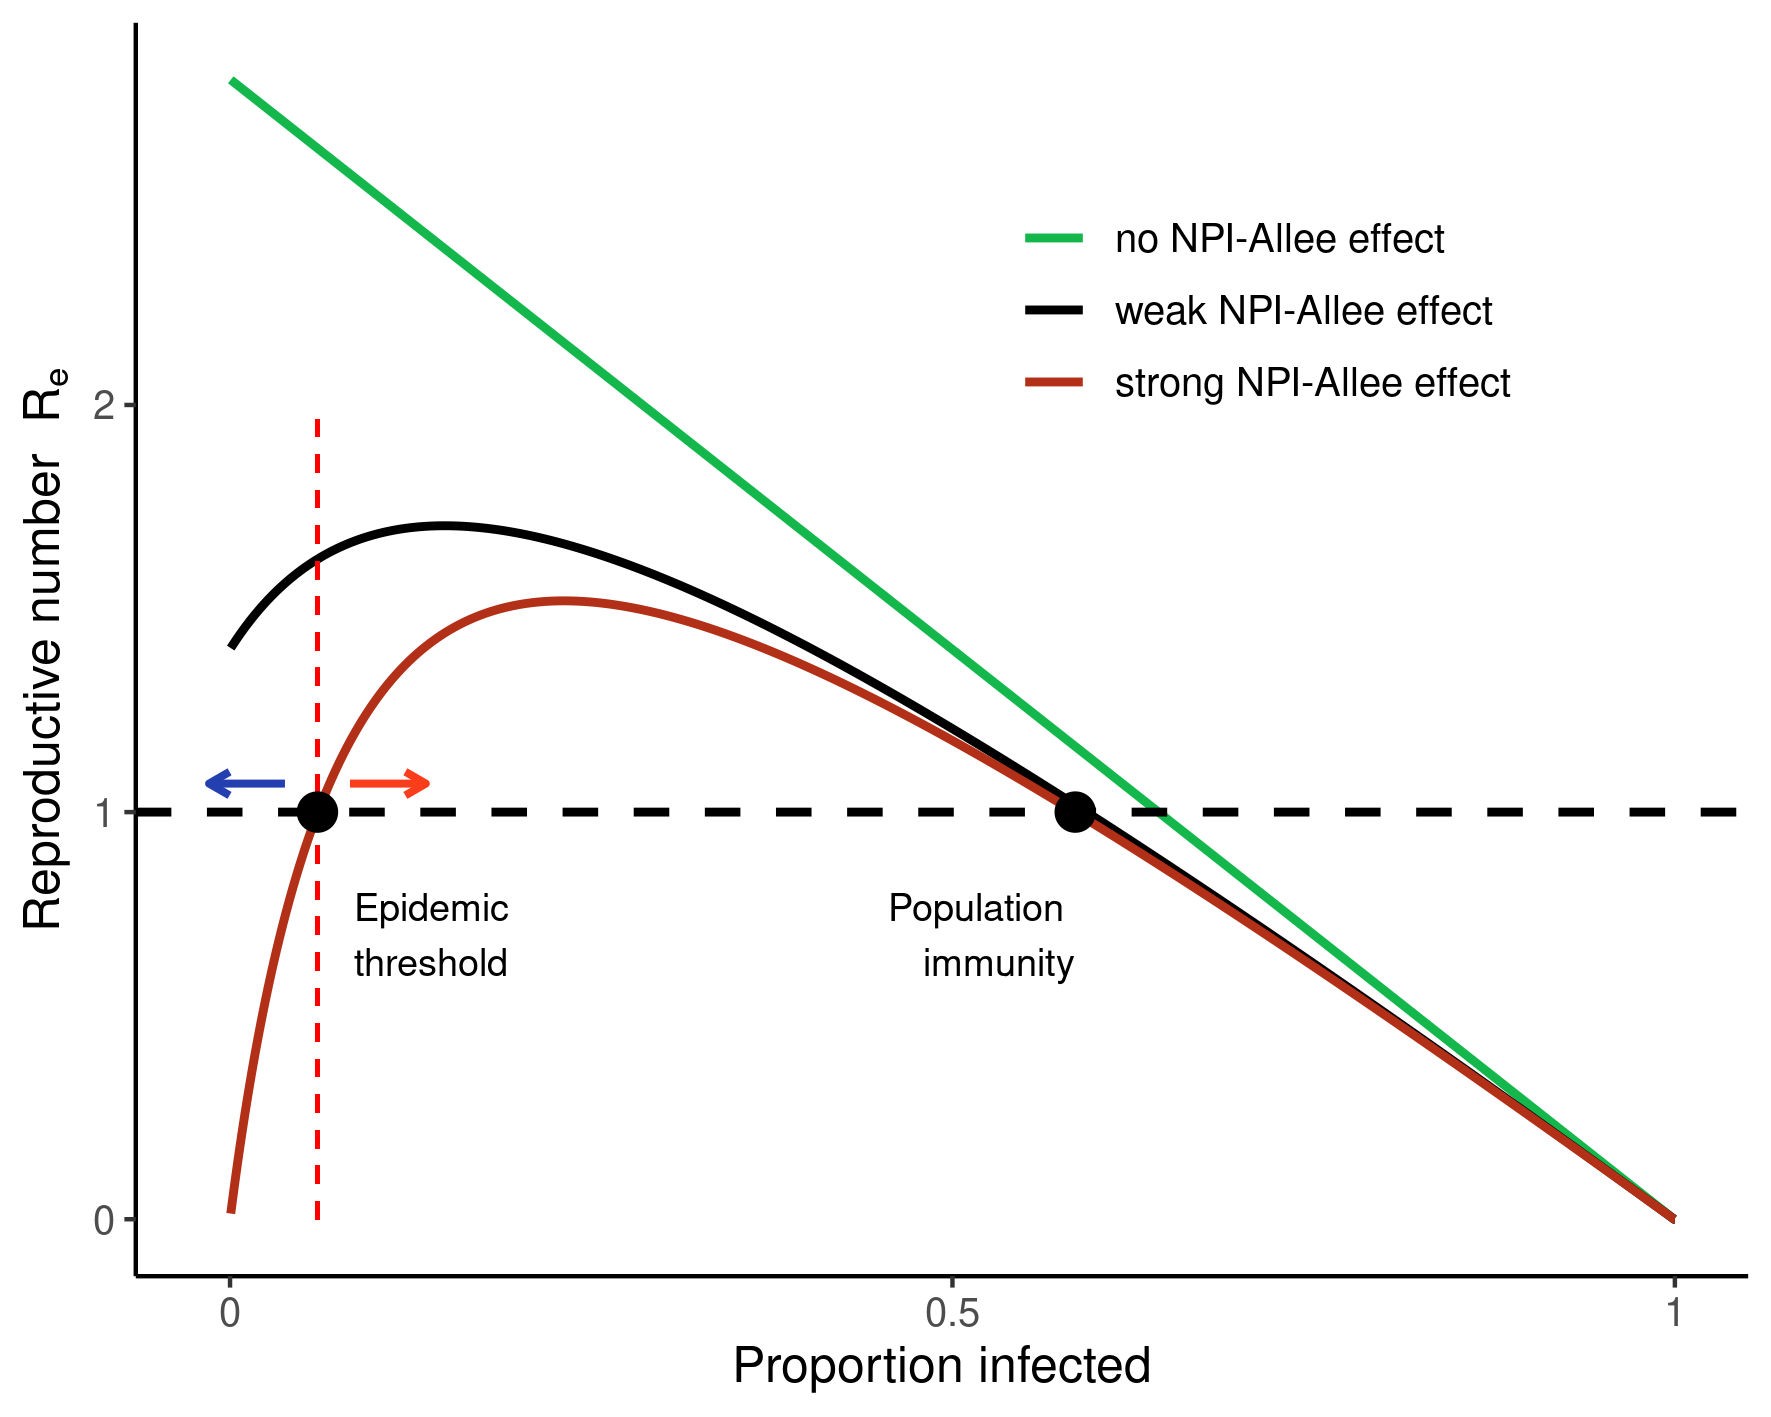 no NPI-Allee effect
weak NPI-Allee effect
strong NPI-Allee effect
Reproductive number Rₑ
2
1
0
Epidemic
threshold
Population
immunity
0
0.5
1
Proportion infected